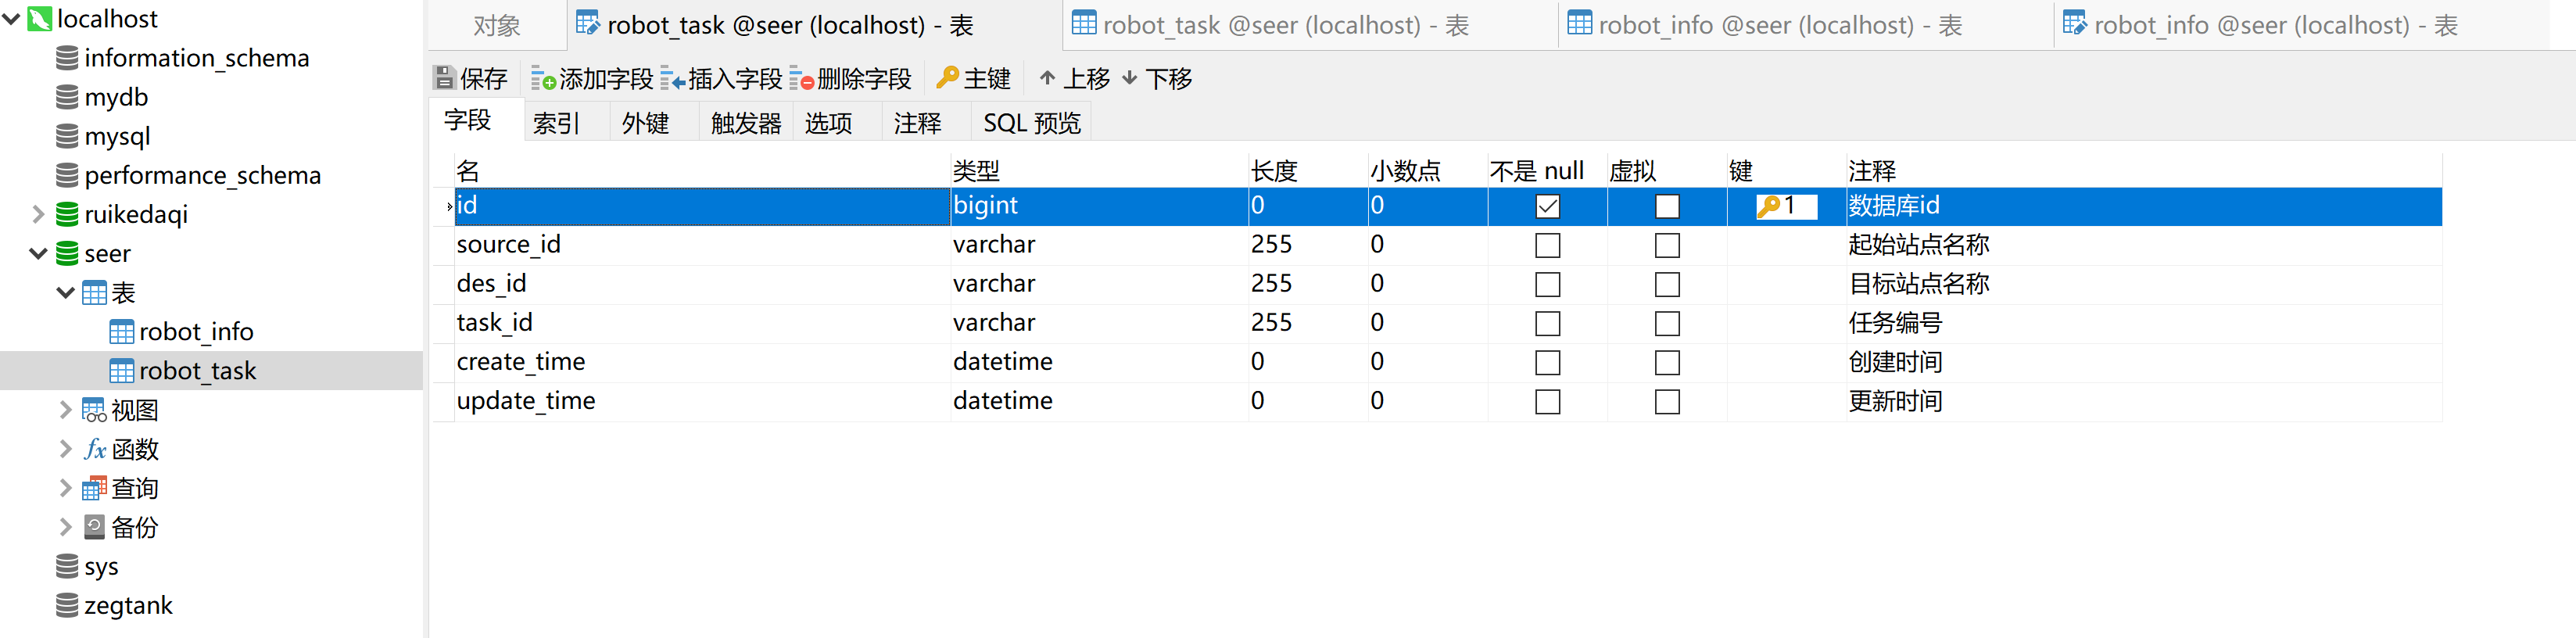 localhost
information_schema
mydb
mysql
performance_schema
ruikedaqi
seer
表
robot_info
robot_task
视图
fx 函数
查询
备份
sys
zegtank
对象 robot_task @seer (localhost) - 表 robot_task @seer (localhost) - 表 robot_info @seer (localhost) - 表 robot_info @seer (localhost) - 表
保存 添加字段 插入字段 删除字段 主键 上移 下移
字段 索引 外键 触发器 选项 注释 SQL 预览
名 类型 长度 小数点 不是 null 虚拟 键 注释
id bigint 0 0 1 数据库id
source_id varchar 255 0 起始站点名称
des_id varchar 255 0 目标站点名称
task_id varchar 255 0 任务编号
create_time datetime 0 0 创建时间
update_time datetime 0 0 更新时间